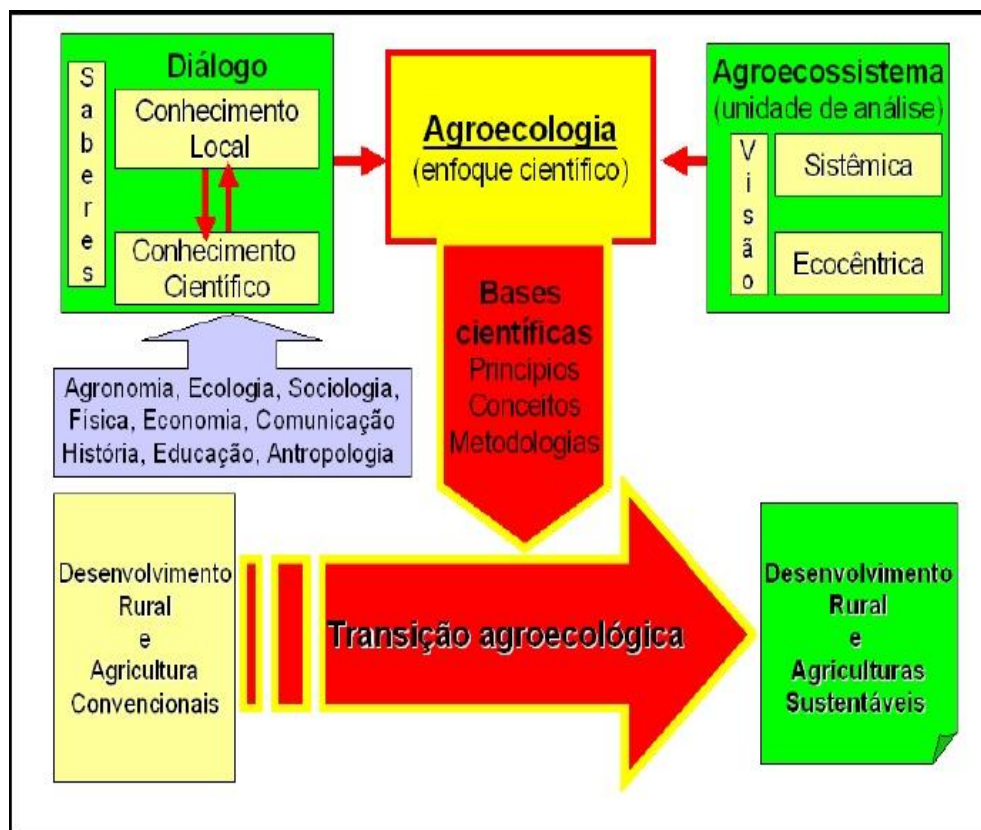 Saberes
Diálogo
Conhecimento
Local
Conhecimento
Científico
Agroecologia
(enfoque científico)
Agroecossistema
(unidade de análise)
Visão
Sistêmica
Ecocêntrica
Agronomia, Ecologia, Sociologia,
Física, Economia, Comunicação
História, Educação, Antropologia
Bases
científicas
Princípios
Conceitos
Metodologias
Desenvolvimento
Rural
e
Agricultura
Convencionais
Transição agroecológica
Desenvolvimento
Rural
e
Agriculturas
Sustentáveis